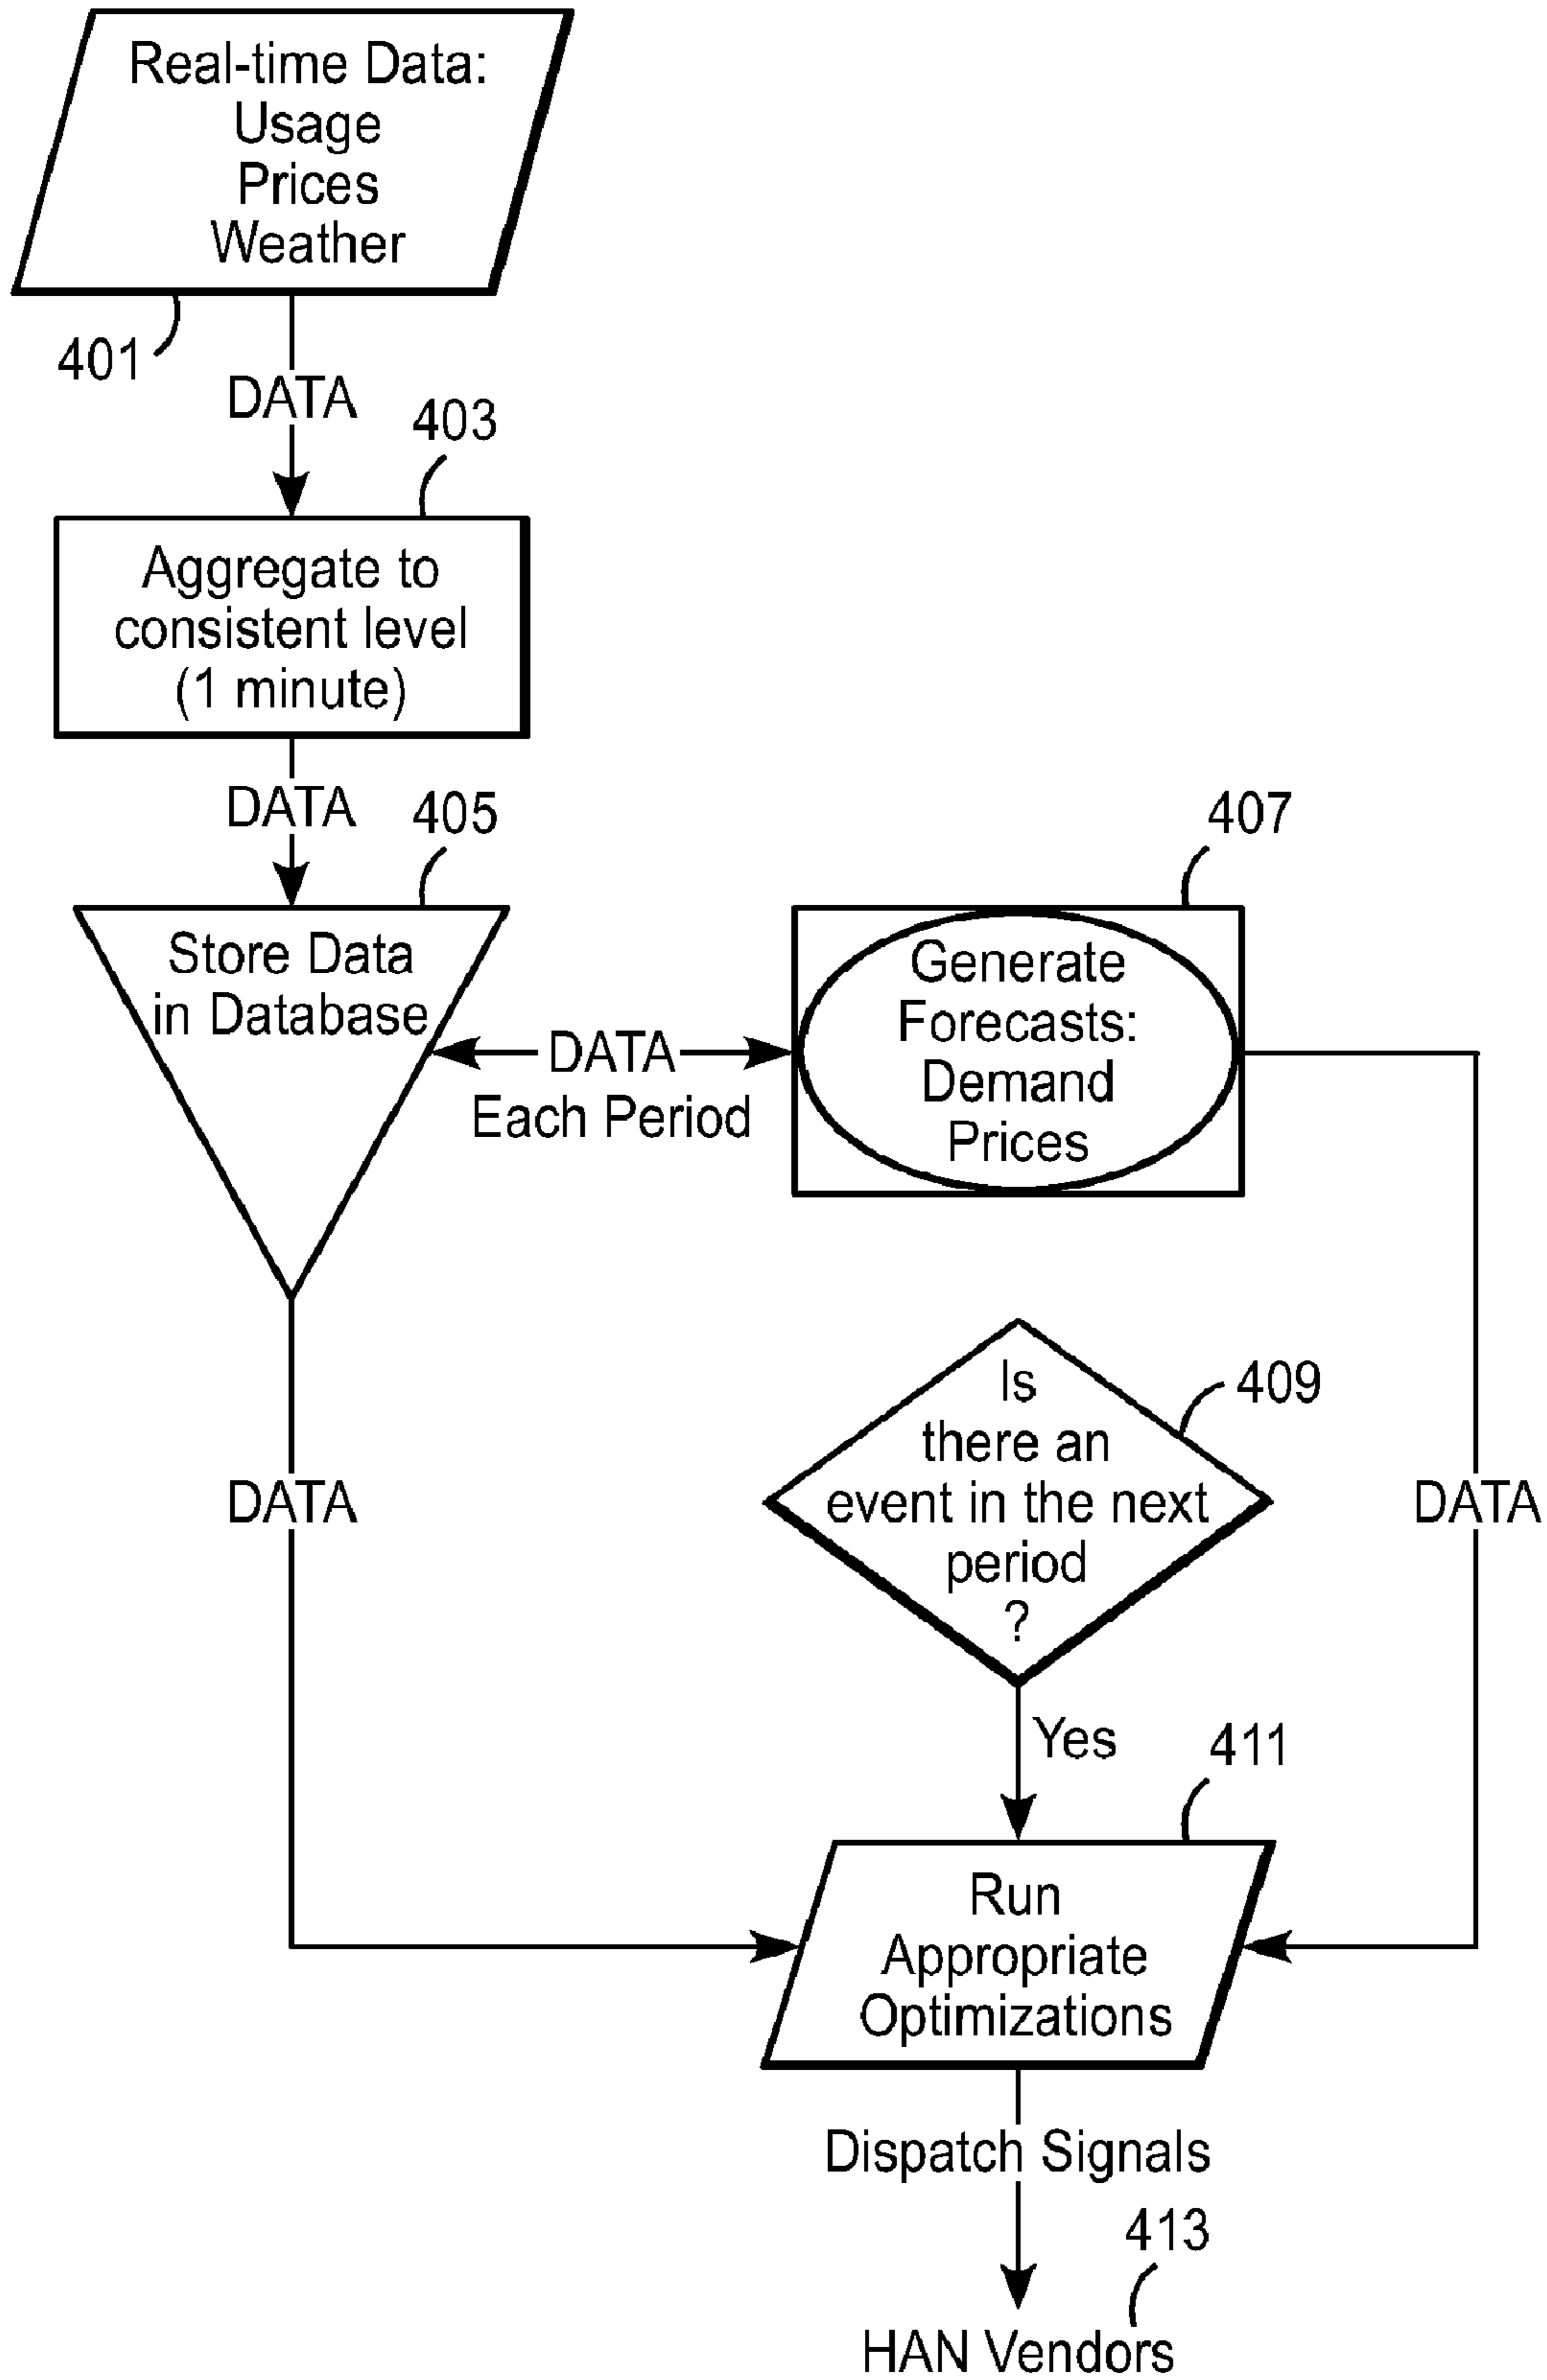 Real-time Data:
Usage
Prices
Weather
401
DATA
403
Aggregate to
consistent level
(1 minute)
DATA
405
407
Store Data
in Database
Generate
Forecasts:
Demand
Prices
DATA
Each Period
Is
there an
event in the next
period
?
409
DATA
DATA
Yes
411
Run
Appropriate
Optimizations
Dispatch Signals
413
HAN Vendors